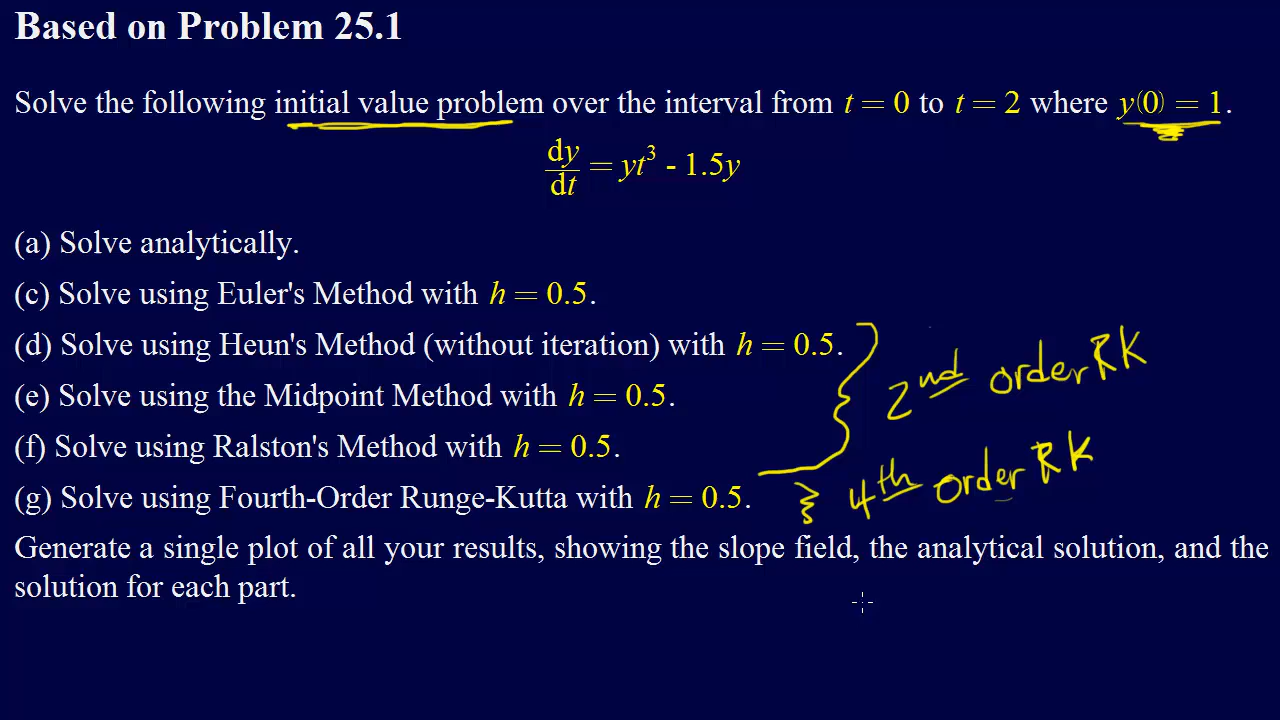 Based on Problem 25.1
Solve the following initial value problem over the interval from t = 0 to t = 2 where y(0) = 1.
dy/dt = yt³ - 1.5y
(a) Solve analytically.
(c) Solve using Euler's Method with h = 0.5.
(d) Solve using Heun's Method (without iteration) with h = 0.5.
(e) Solve using the Midpoint Method with h = 0.5.
(f) Solve using Ralston's Method with h = 0.5.
2nd order RK
(g) Solve using Fourth-Order Runge-Kutta with h = 0.5.
4th order RK
Generate a single plot of all your results, showing the slope field, the analytical solution, and the
solution for each part.